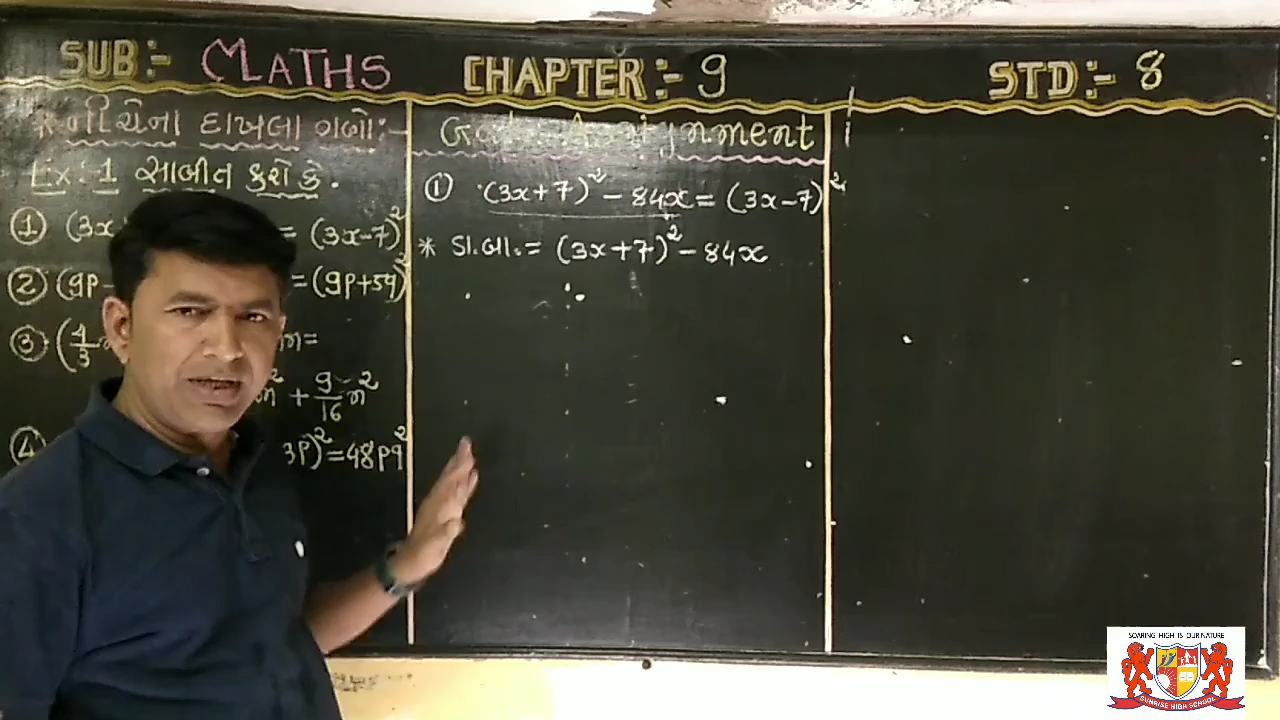 SUB:- MATHS
CHAPTER:- 9
STD:- 8
* નીચેના દાખલા ગણો:-
Ex: 1 સાબીત કરો કે.
① (3x = (3x-7)²
② (9p- =(9p+5q)²
③ (4/3 m=
m² + 9/16 n²
④ 3p)²=48pq²
① (3x+7)² - 84x = (3x-7)²
* ડા.બા. = (3x+7)² - 84x
SOARING HIGH IS OUR NATURE
SUNRISE HIGH SCHOOL